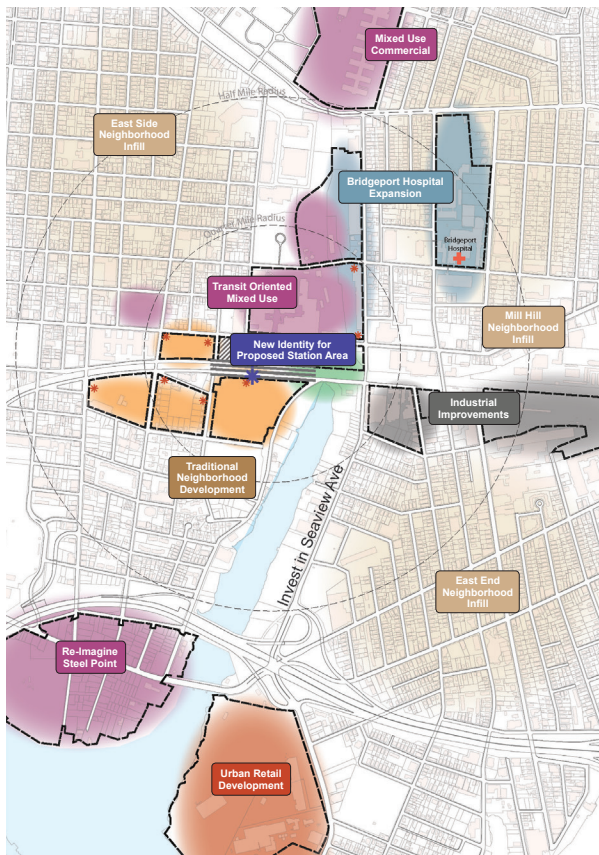 Mixed Use
Commercial
Half Mile Radius
East Side
Neighborhood
Infill
Bridgeport Hospital
Expansion
Quarter Mile Radius
Bridgeport
Hospital
Transit Oriented
Mixed Use
Mill Hill
Neighborhood
Infill
New Identity for
Proposed Station Area
Industrial
Improvements
Traditional
Neighborhood
Development
Invest in Seaview Ave
East End
Neighborhood
Infill
Re-Imagine
Steel Point
Urban Retail
Development